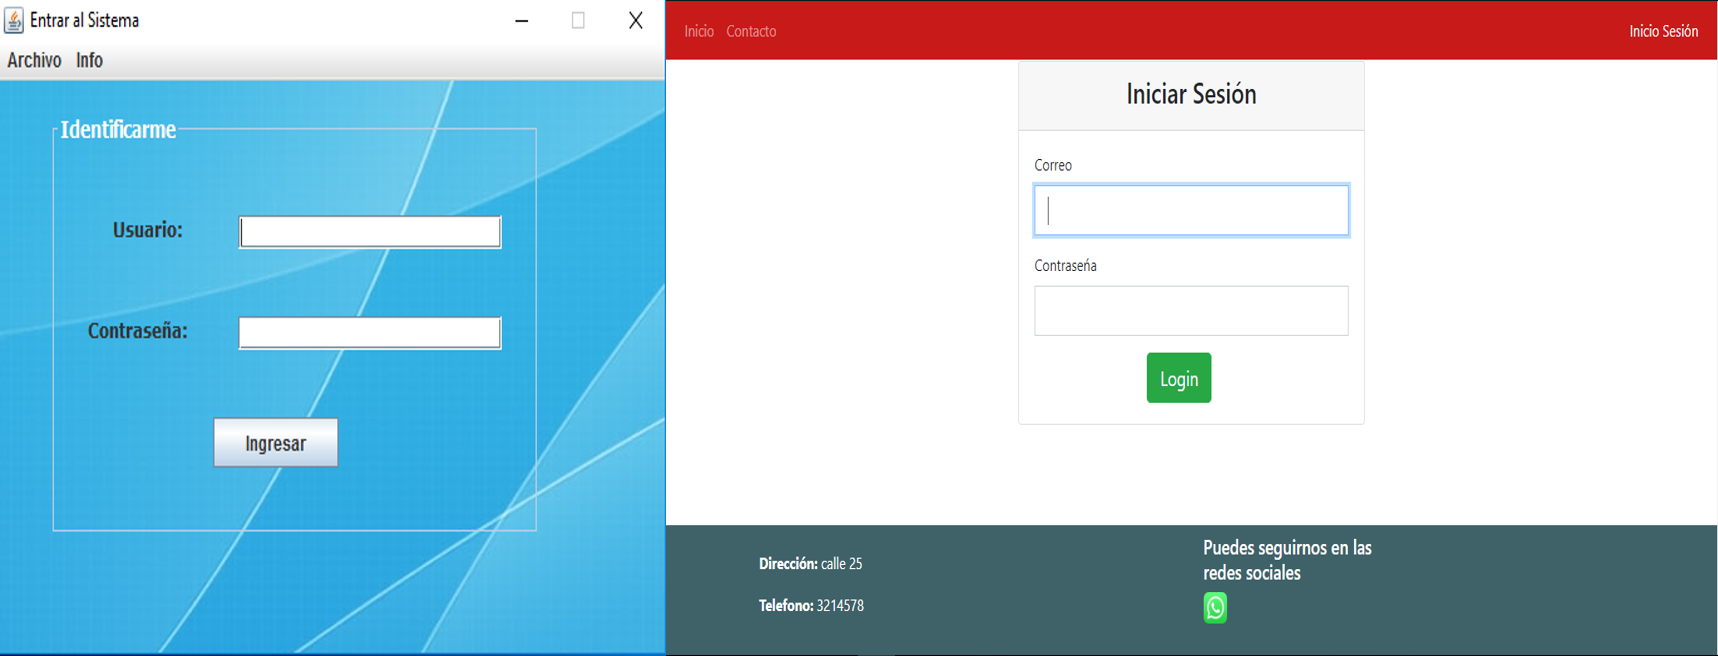 Entrar al Sistema
Archivo Info
Identificarme
Usuario:
Contraseña:
Ingresar
Inicio Contacto
Inicio Sesión
Iniciar Sesión
Correo
Contraseña
Login
Dirección: calle 25
Telefono: 3214578
Puedes seguirnos en las
redes sociales